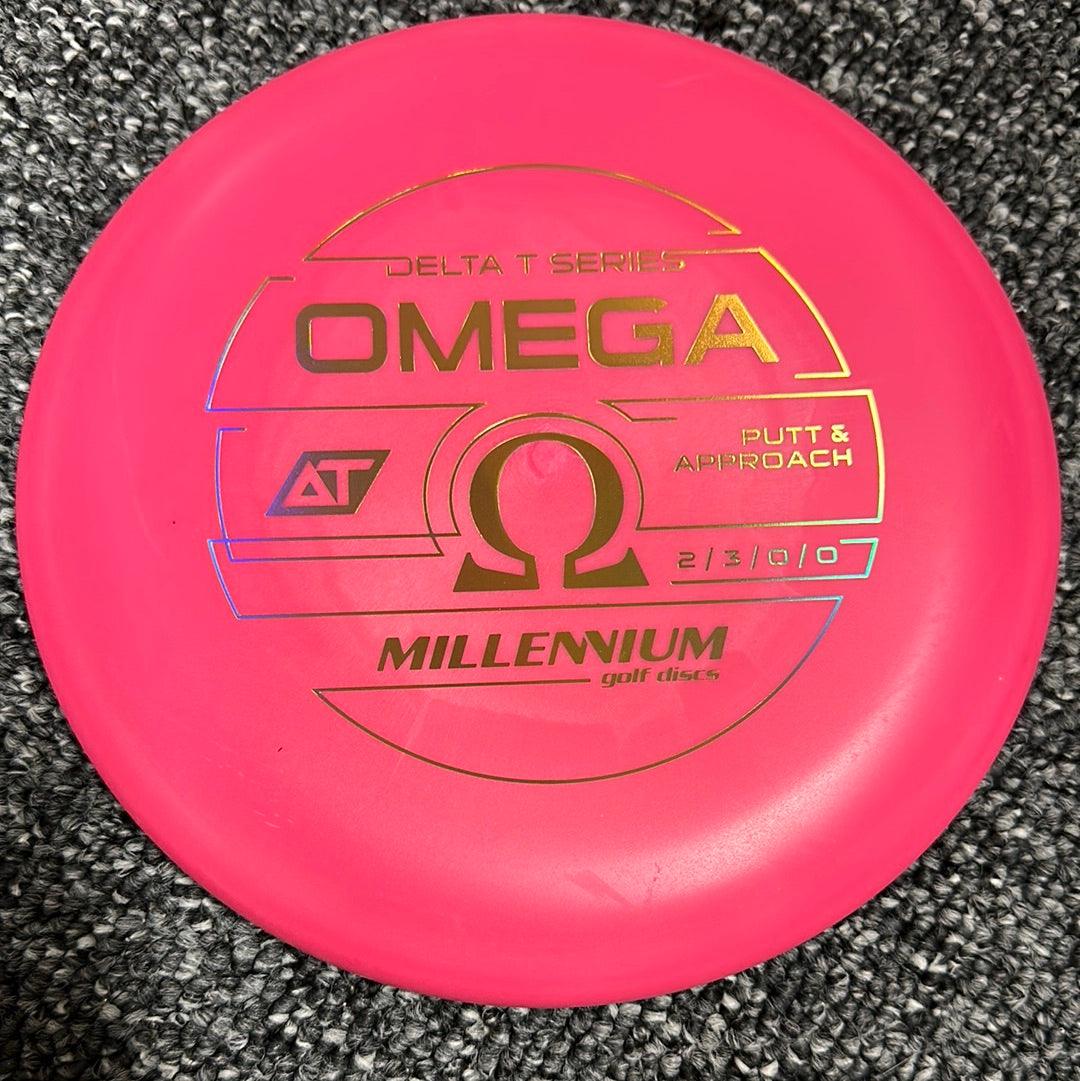 DELTA T SERIES
OMEGA
PUTT &
APPROACH
ΔT
Ω
2/3/0/0
MILLENNIUM
golf discs